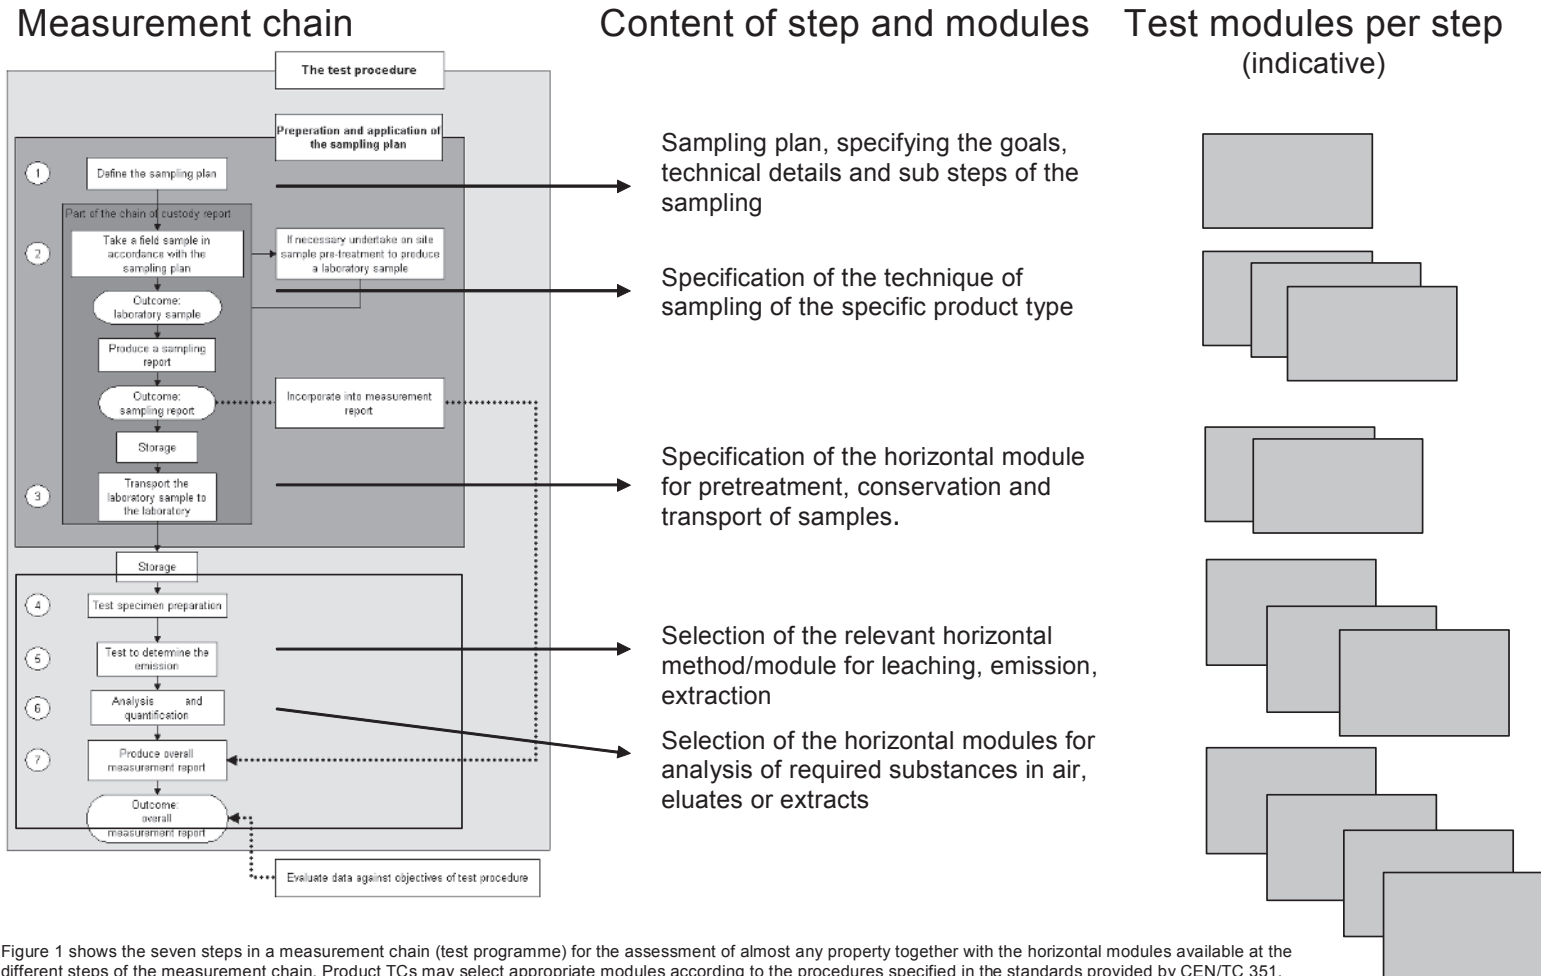 Measurement chain
Content of step and modules
Test modules per step
(indicative)
The test procedure
Preperation and application of
the sampling plan
1
Define the sampling plan
Part of the chain of custody report
2
Take a field sample in
accordance with the
sampling plan
If necessary undertake on site
sample pre-treatment to produce
a laboratory sample
Outcome:
laboratory sample
Produce a sampling
report
Outcome:
sampling report
Incorporate into measurement
report
Storage
3
Transport the
laboratory sample to
the laboratory
Storage
4
Test specimen preparation
5
Test to determine the
emission
6
Analysis and
quantification
7
Produce overall
measurement report
Outcome:
overall
measurement report
Evaluate data against objectives of test procedure
Sampling plan, specifying the goals,
technical details and sub steps of the
sampling
Specification of the technique of
sampling of the specific product type
Specification of the horizontal module
for pretreatment, conservation and
transport of samples.
Selection of the relevant horizontal
method/module for leaching, emission,
extraction
Selection of the horizontal modules for
analysis of required substances in air,
eluates or extracts
Figure 1 shows the seven steps in a measurement chain (test programme) for the assessment of almost any property together with the horizontal modules available at the
different steps of the measurement chain. Product TCs may select appropriate modules according to the procedures specified in the standards provided by CEN/TC 351.